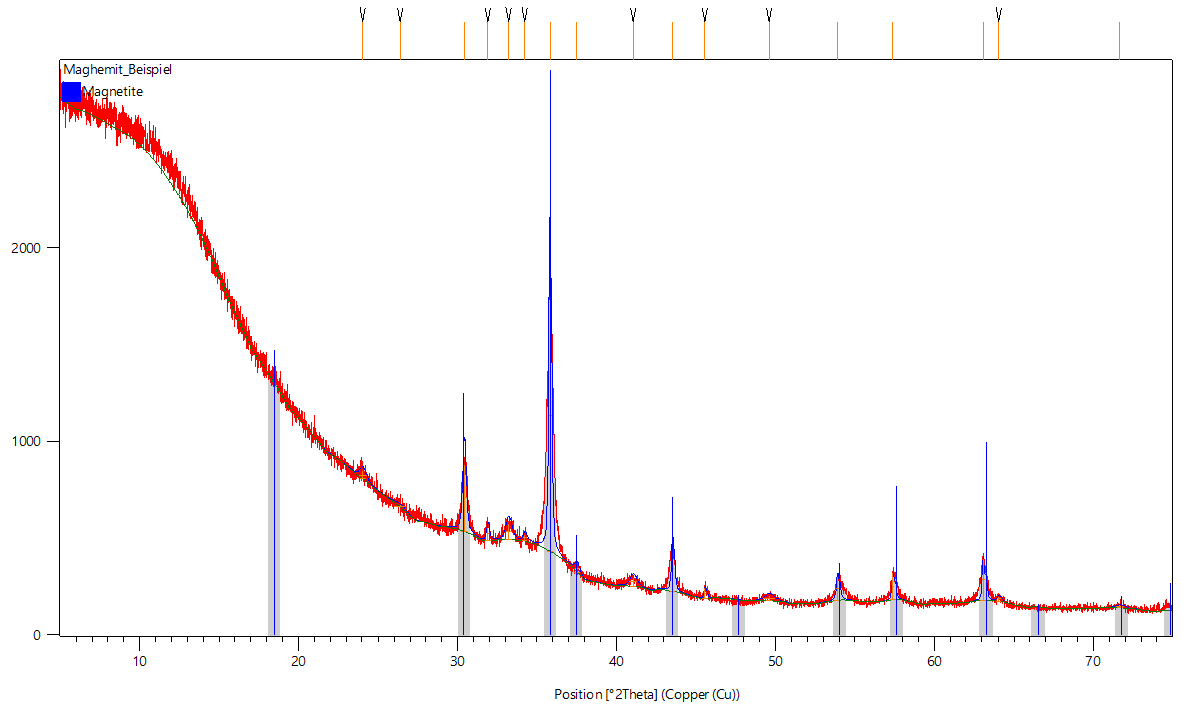 Maghemit_Beispiel
Magnetite
2000
1000
0
10 20 30 40 50 60 70
Position [°2Theta] (Copper (Cu))